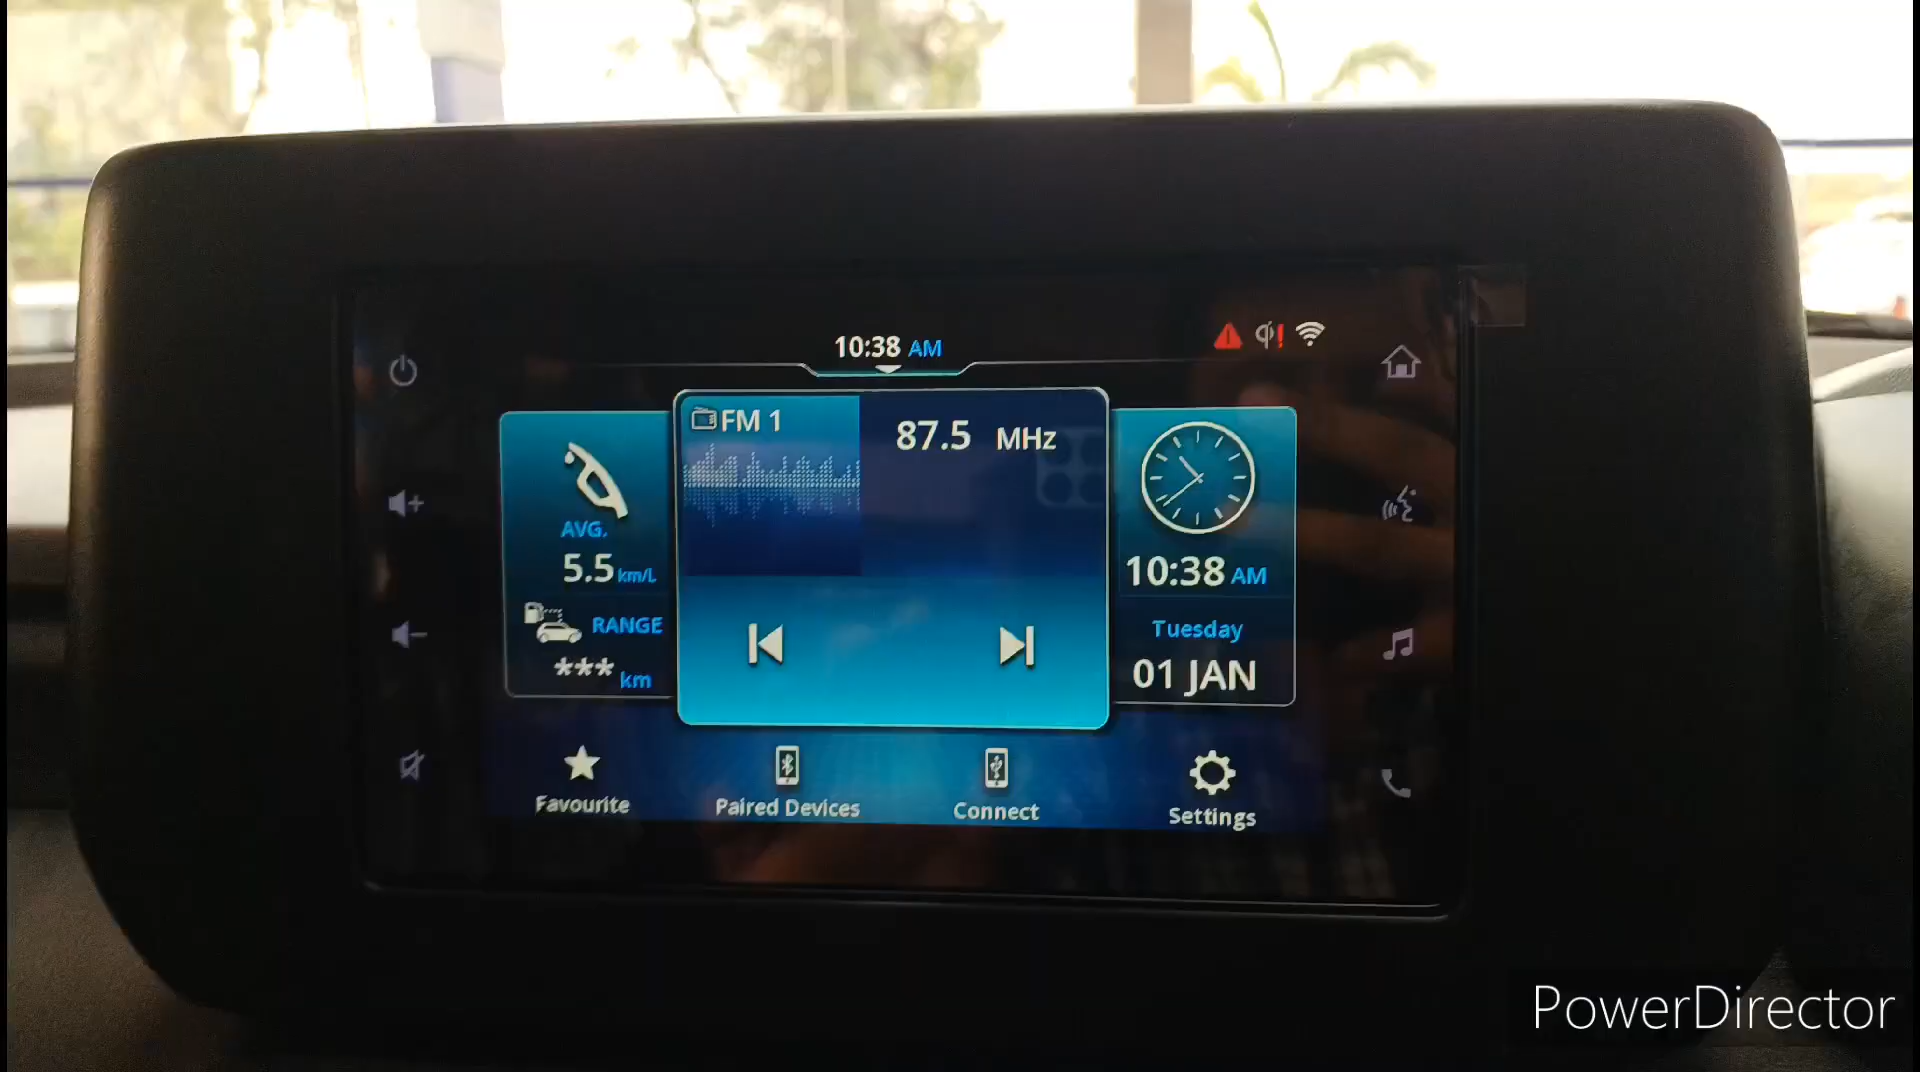 10:38 AM
FM 1
87.5 MHz
AVG.
5.5 km/L
RANGE
*** km
10:38 AM
Tuesday
01 JAN
Favourite
Paired Devices
Connect
Settings
PowerDirector